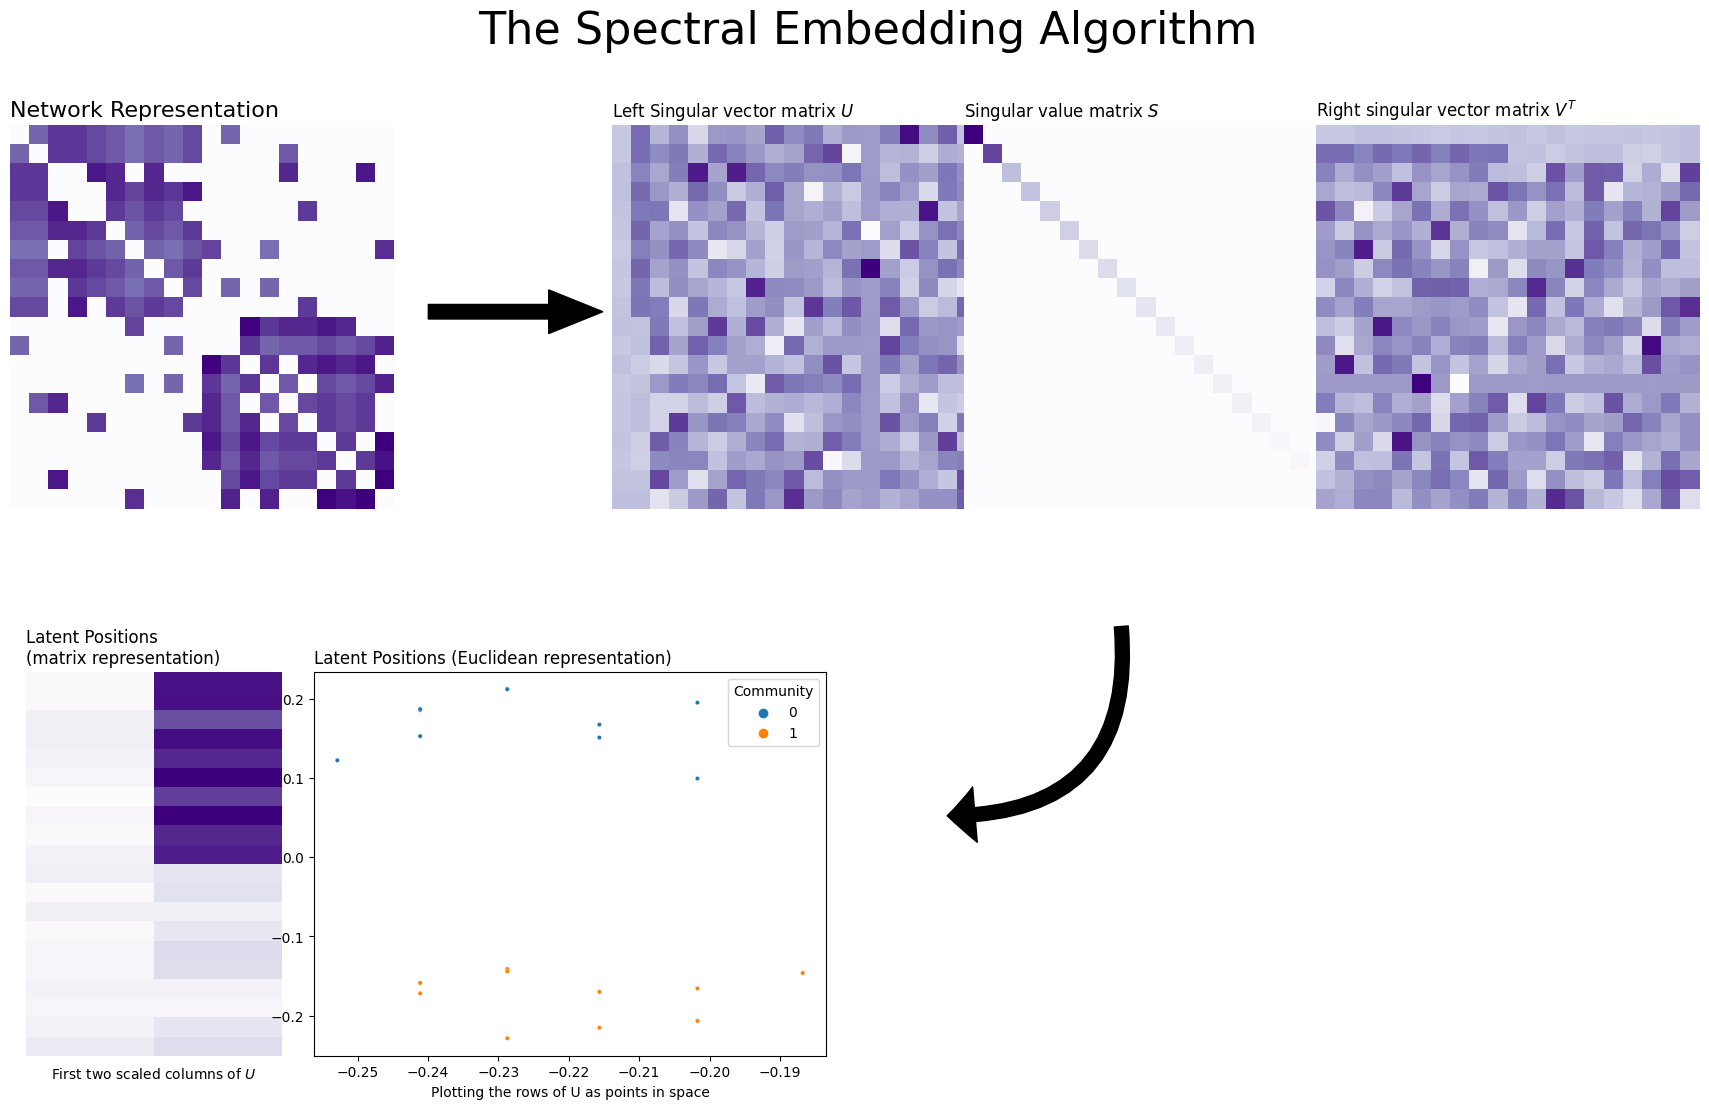 The Spectral Embedding Algorithm
Network Representation
Left Singular vector matrix U
Singular value matrix S
Right singular vector matrix V^T
Latent Positions
(matrix representation)
First two scaled columns of U
Latent Positions (Euclidean representation)
Community
0
1
0.2
0.1
0.0
−0.1
−0.2
−0.25
−0.24
−0.23
−0.22
−0.21
−0.20
−0.19
Plotting the rows of U as points in space